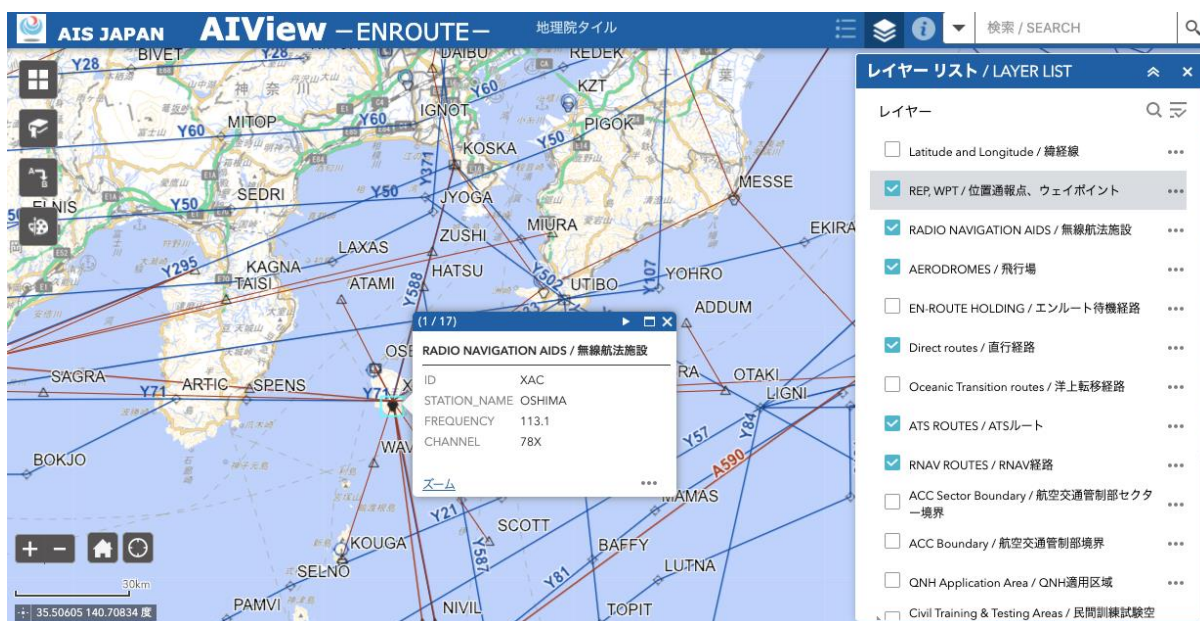 AIS JAPAN AIView －ENROUTE－ 地理院タイル 検索 / SEARCH
レイヤー リスト / LAYER LIST
レイヤー
Latitude and Longitude / 緯経線
REP, WPT / 位置通報点、ウェイポイント
RADIO NAVIGATION AIDS / 無線航法施設
AERODROMES / 飛行場
EN-ROUTE HOLDING / エンルート待機経路
Direct routes / 直行経路
Oceanic Transition routes / 洋上転移経路
ATS ROUTES / ATSルート
RNAV ROUTES / RNAV経路
ACC Sector Boundary / 航空交通管制部セクタ
ー境界
ACC Boundary / 航空交通管制部境界
QNH Application Area / QNH適用区域
Civil Training & Testing Areas / 民間訓練試験空
BIVET
Y28
Y28
DAIBU
REDEK
KZT
千
葉
神 奈 川
Y60
IGNOT
Y60
MITOP
Y60
PIGOK
富士山
KOSKA
Y50
Y371
MESSE
SEDRI
Y50
JYOGA
Y50
ZUSHI
MIURA
EKIRA
LAXAS
Y295
KAGNA
TAISI
ATAMI
HATSU
Y588
Y502
UTIBO
Y107
YOHRO
ADDUM
(1 / 17)
RADIO NAVIGATION AIDS / 無線航法施設
ID XAC
STATION_NAME OSHIMA
FREQUENCY 113.1
CHANNEL 78X
ズーム
SAGRA
Y71
ARTIC
SPENS
Y71
OTAKI
LIGNI
Y84
Y57
A590
BOKJO
MAMAS
Y21
SCOTT
BAFFY
KOUGA
Y587
LUTNA
SELNO
Y81
PAMVI
NIVIL
TOPIT
30km
35.50605 140.70834 度